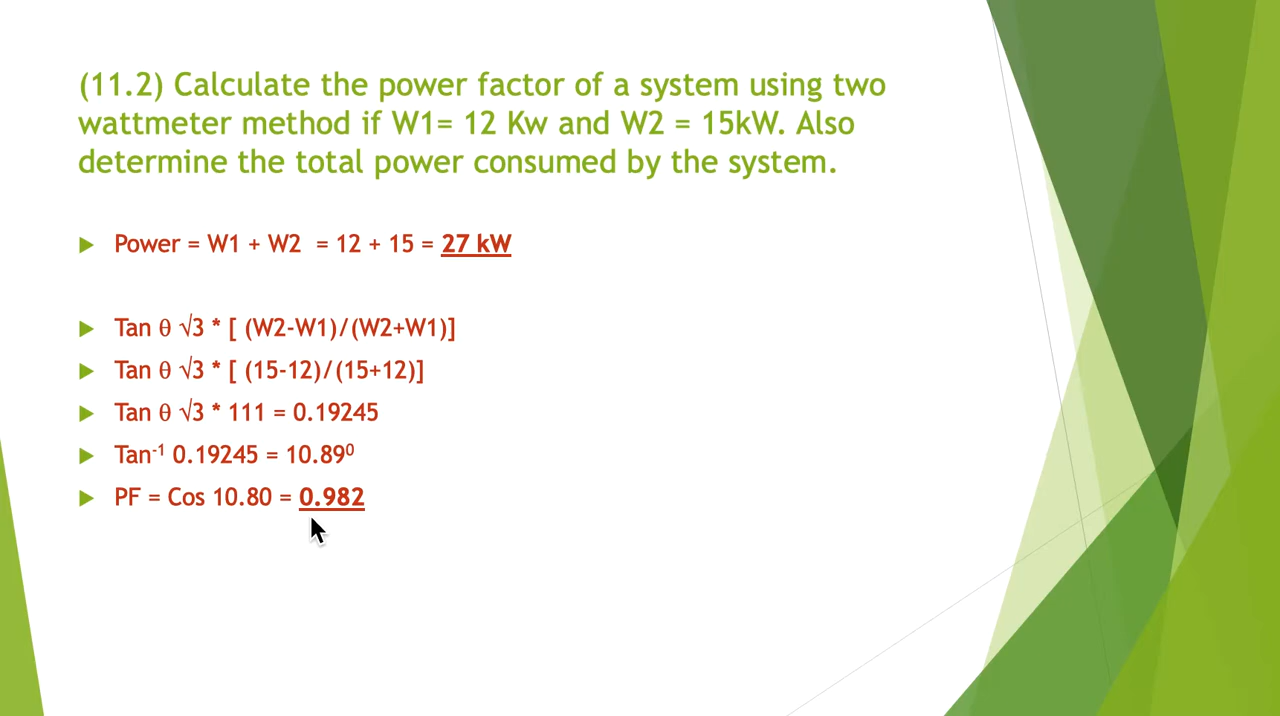 (11.2) Calculate the power factor of a system using two
wattmeter method if W1= 12 Kw and W2 = 15kW. Also
determine the total power consumed by the system.
Power = W1 + W2 = 12 + 15 = 27 kW
Tan θ √3 * [ (W2-W1)/(W2+W1)]
Tan θ √3 * [ (15-12)/(15+12)]
Tan θ √3 * 111 = 0.19245
Tan⁻¹ 0.19245 = 10.89⁰
PF = Cos 10.80 = 0.982